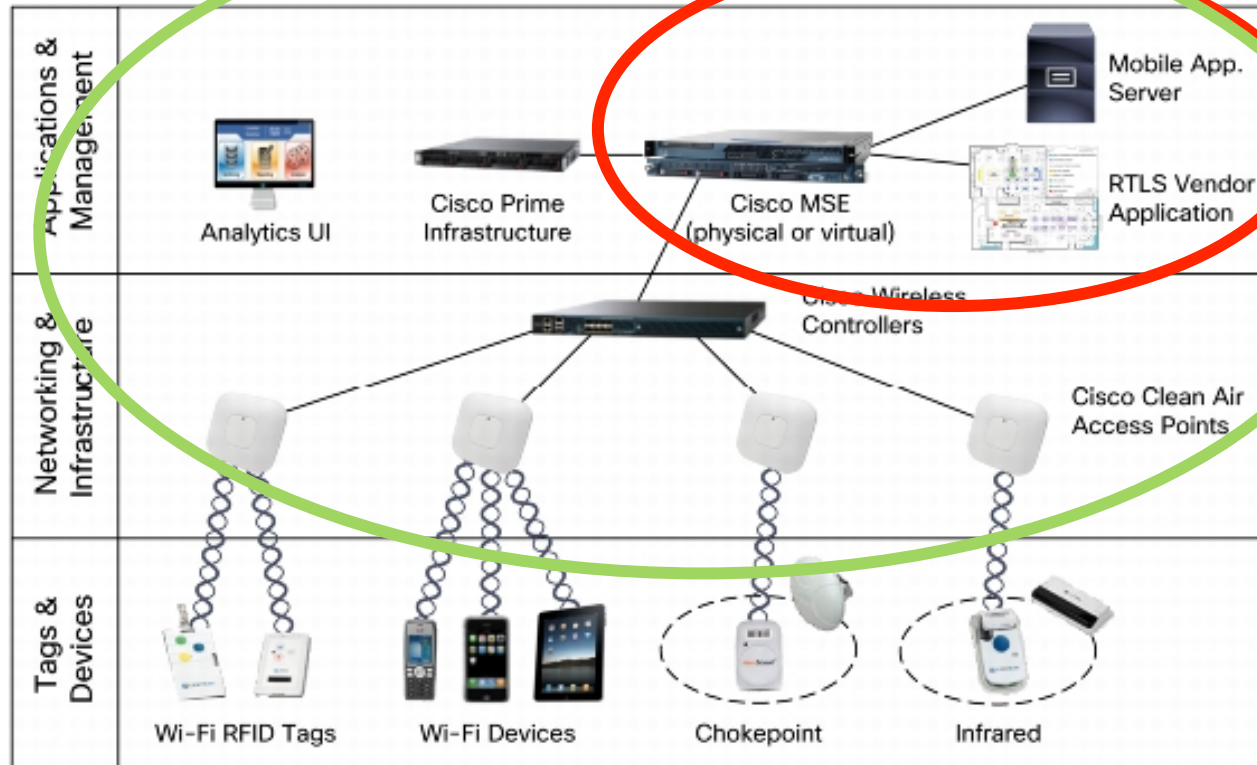 Applications &
Management
Analytics UI
Cisco Prime
Infrastructure
Cisco MSE
(physical or virtual)
Mobile App.
Server
RTLS Vendor
Application
Networking &
Infrastructure
Cisco Wireless
Controllers
Cisco Clean Air
Access Points
Tags &
Devices
Wi-Fi RFID Tags
Wi-Fi Devices
Chokepoint
Infrared